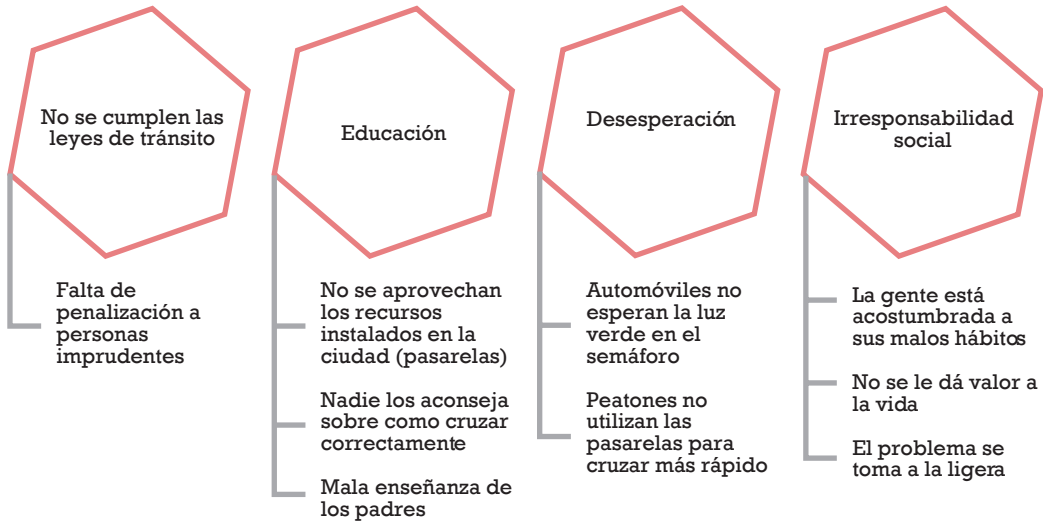 No se cumplen las
leyes de tránsito
Falta de
penalización a
personas
imprudentes
Educación
No se aprovechan
los recursos
instalados en la
ciudad (pasarelas)
Nadie los aconseja
sobre como cruzar
correctamente
Mala enseñanza de
los padres
Desesperación
Automóviles no
esperan la luz
verde en el
semáforo
Peatones no
utilizan las
pasarelas para
cruzar más rápido
Irresponsabilidad
social
La gente está
acostumbrada a
sus malos hábitos
No se le dá valor a
la vida
El problema se
toma a la ligera